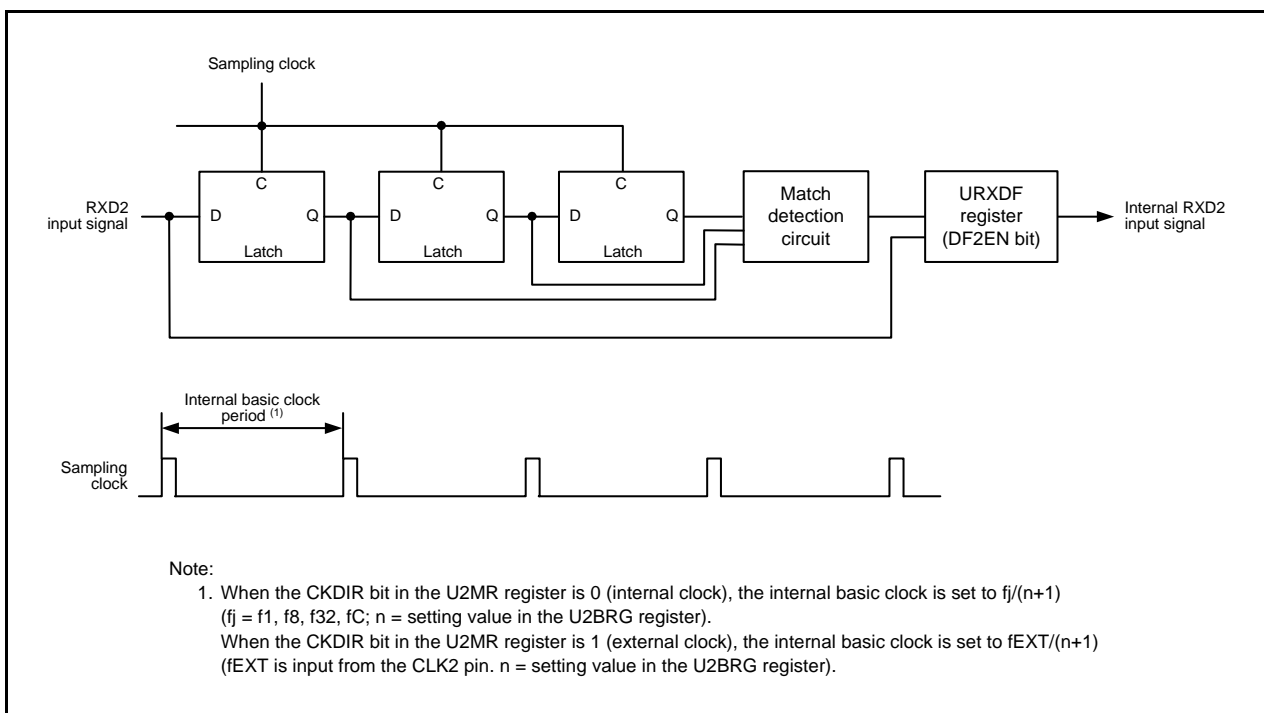 Sampling clock
RXD2
input signal
C
D
Q
Latch
C
D
Q
Latch
C
D
Q
Latch
Match
detection
circuit
URXDF
register
(DF2EN bit)
Internal RXD2
input signal
Internal basic clock
period (1)
Sampling
clock
Note:
1. When the CKDIR bit in the U2MR register is 0 (internal clock), the internal basic clock is set to fj/(n+1)
(fj = f1, f8, f32, fC; n = setting value in the U2BRG register).
When the CKDIR bit in the U2MR register is 1 (external clock), the internal basic clock is set to fEXT/(n+1)
(fEXT is input from the CLK2 pin. n = setting value in the U2BRG register).